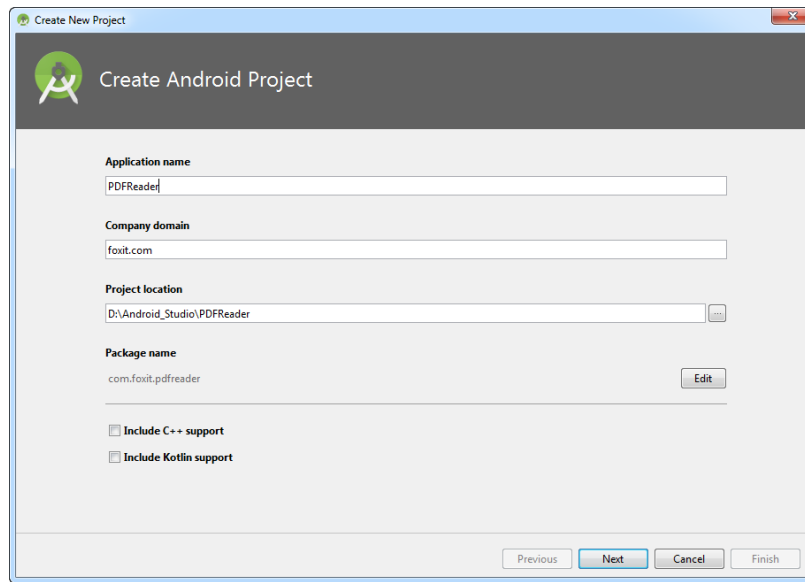 Create New Project
Create Android Project
Application name
PDFReader
Company domain
foxit.com
Project location
D:\Android_Studio\PDFReader
...
Package name
com.foxit.pdfreader
Edit
Include C++ support
Include Kotlin support
Previous Next Cancel Finish